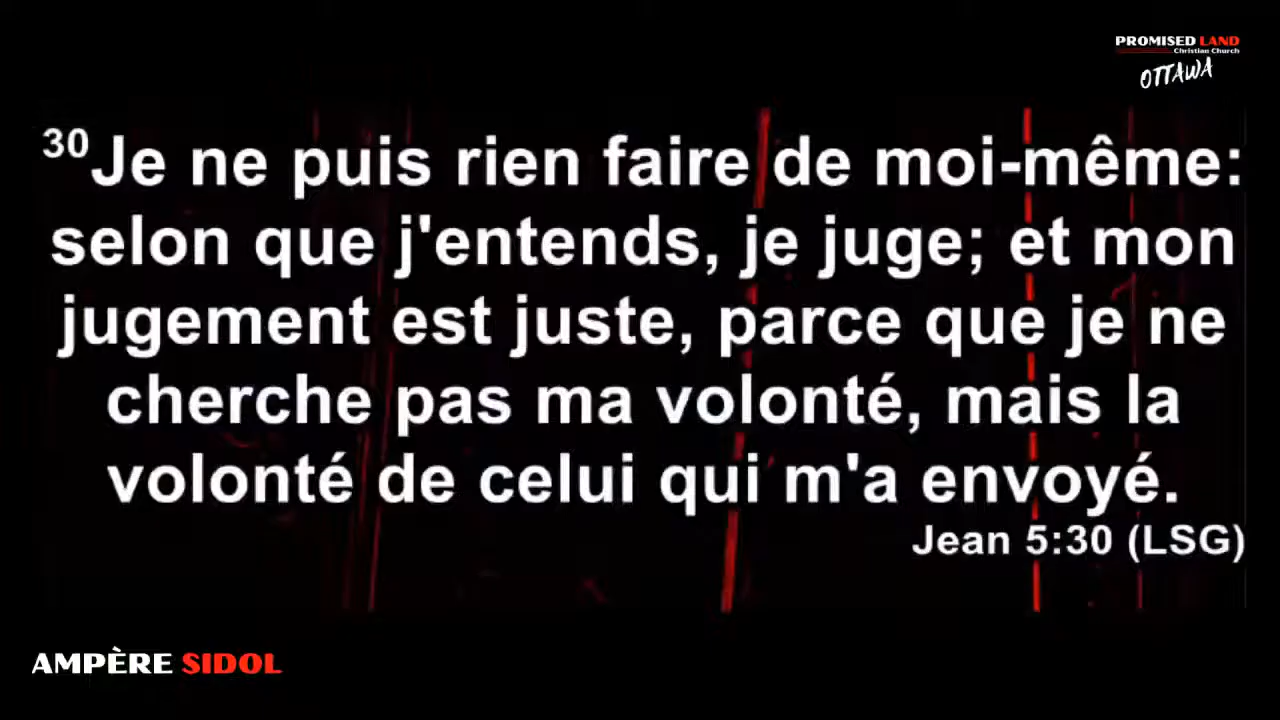 PROMISED LAND
Christian Church
OTTAWA
30Je ne puis rien faire de moi-même:
selon que j'entends, je juge; et mon
jugement est juste, parce que je ne
cherche pas ma volonté, mais la
volonté de celui qui m'a envoyé.
Jean 5:30 (LSG)
AMPÈRE SIDOL